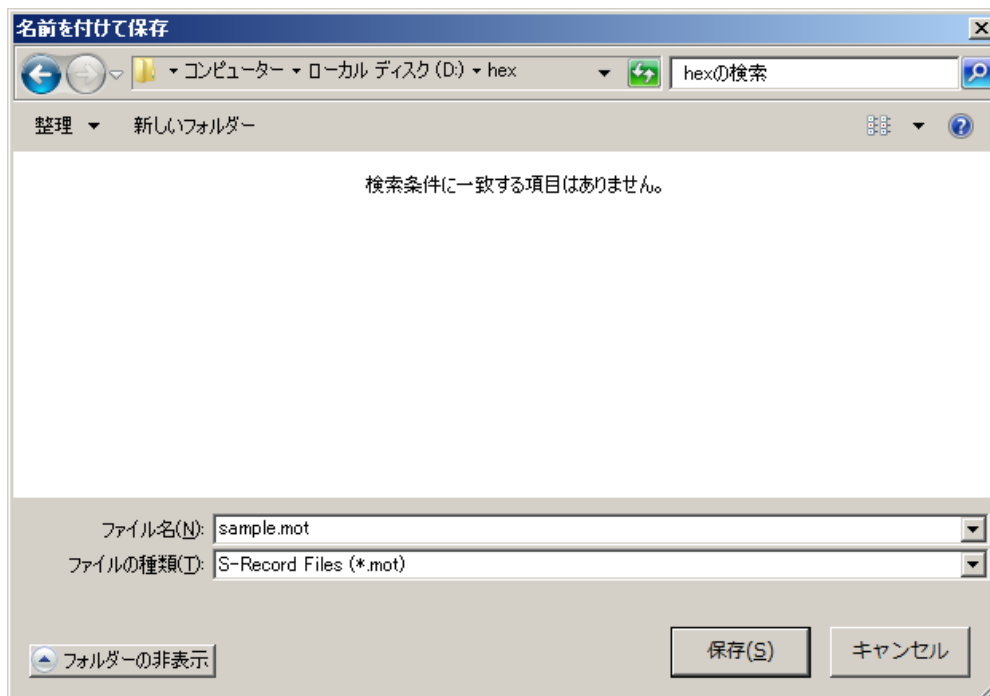 名前を付けて保存
コンピューター ローカル ディスク (D:) hex hexの検索
整理 新しいフォルダー
検索条件に一致する項目はありません。
ファイル名(N): sample.mot
ファイルの種類(T): S-Record Files (*.mot)
フォルダーの非表示 保存(S) キャンセル